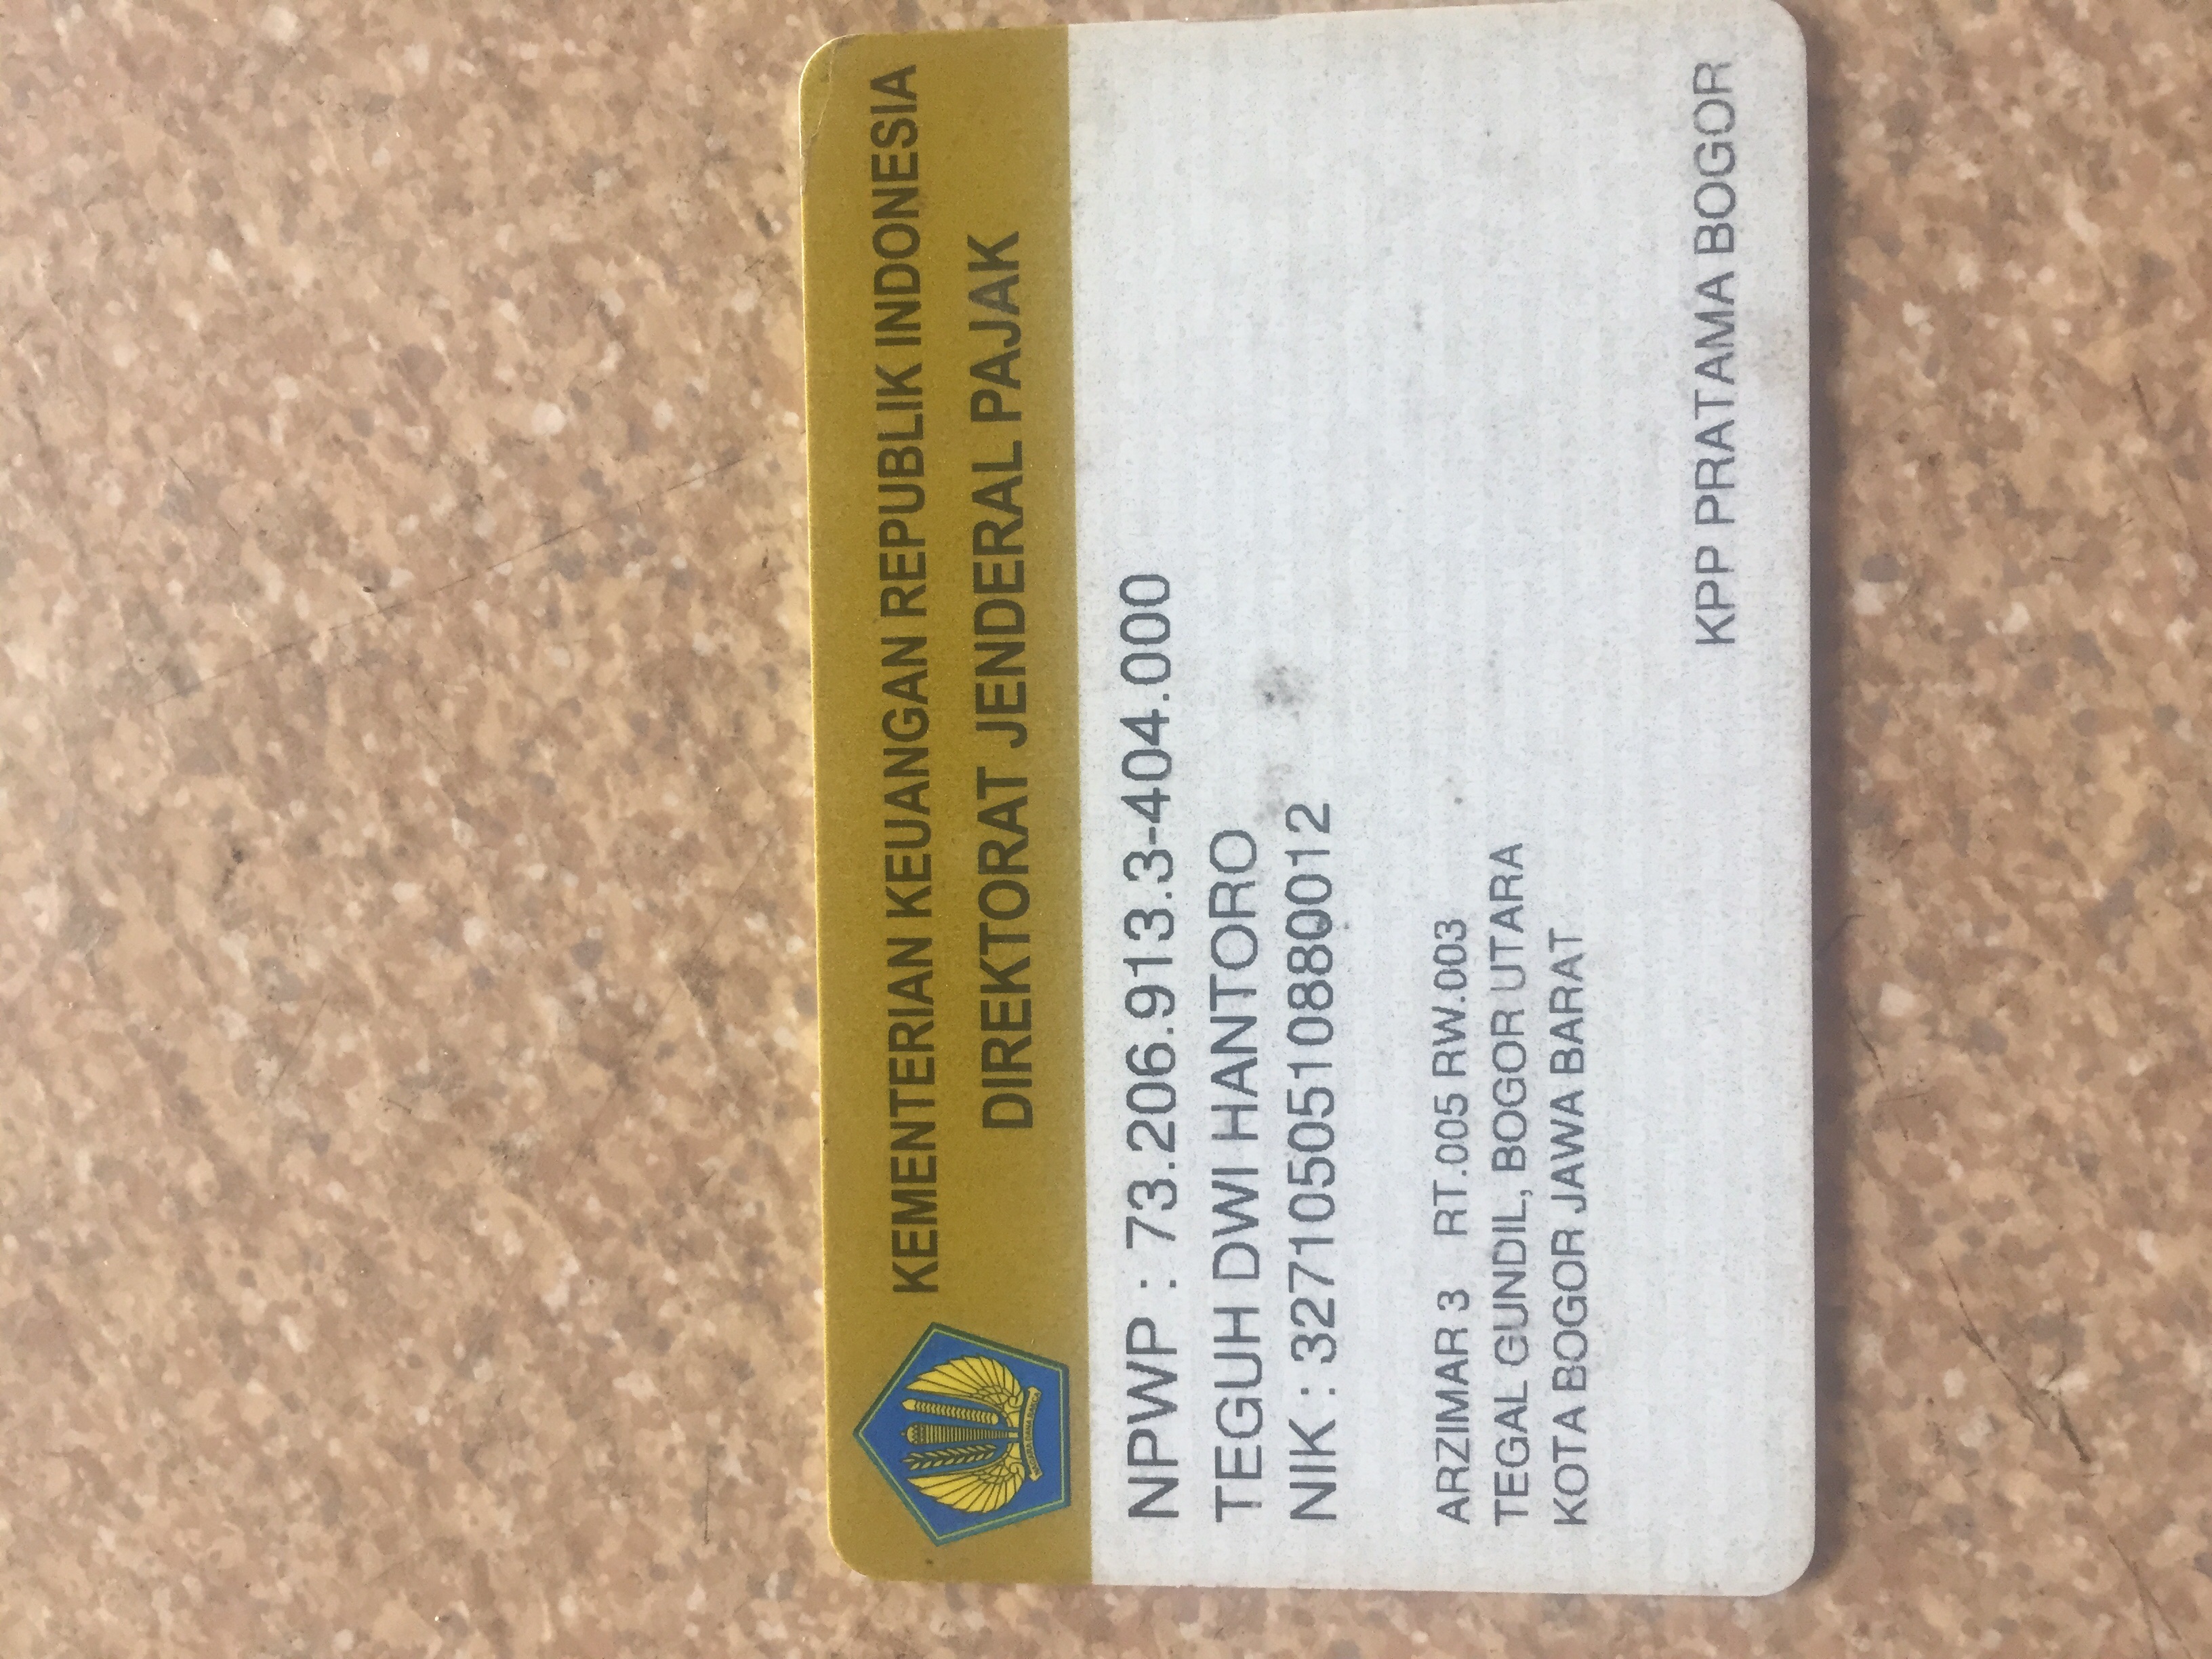 KEMENTERIAN KEUANGAN REPUBLIK INDONESIA
DIREKTORAT JENDERAL PAJAK
NPWP : 73.206.913.3-404.000
TEGUH DWI HANTORO
NIK : 3271050510880012
ARZIMAR 3 RT.005 RW.003
TEGAL GUNDIL, BOGOR UTARA
KOTA BOGOR JAWA BARAT
KPP PRATAMA BOGOR